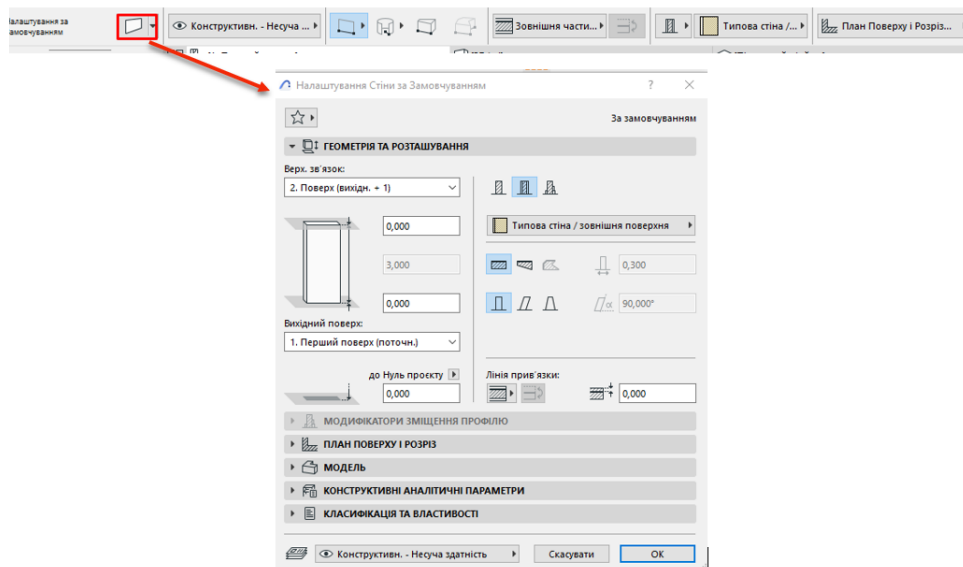 Налаштування за
замовчуванням
Конструктивн. - Несуча ...
Зовнішня части...
Типова стіна /...
План Поверху і Розріз...
Налаштування Стіни за Замовчуванням
?
За замовчуванням
ГЕОМЕТРІЯ ТА РОЗТАШУВАННЯ
Верх. зв'язок:
2. Поверх (вихідн. + 1)
0,000
Типова стіна / зовнішня поверхня
3,000
0,300
0,000
α 90,000°
Вихідний поверх:
1. Перший поверх (поточн.)
до Нуль проєкту
Лінія прив'язки:
0,000
0,000
МОДИФІКАТОРИ ЗМІЩЕННЯ ПРОФІЛЮ
ПЛАН ПОВЕРХУ І РОЗРІЗ
МОДЕЛЬ
КОНСТРУКТИВНІ АНАЛІТИЧНІ ПАРАМЕТРИ
КЛАСИФІКАЦІЯ ТА ВЛАСТИВОСТІ
Конструктивн. - Несуча здатність
Скасувати
ОК